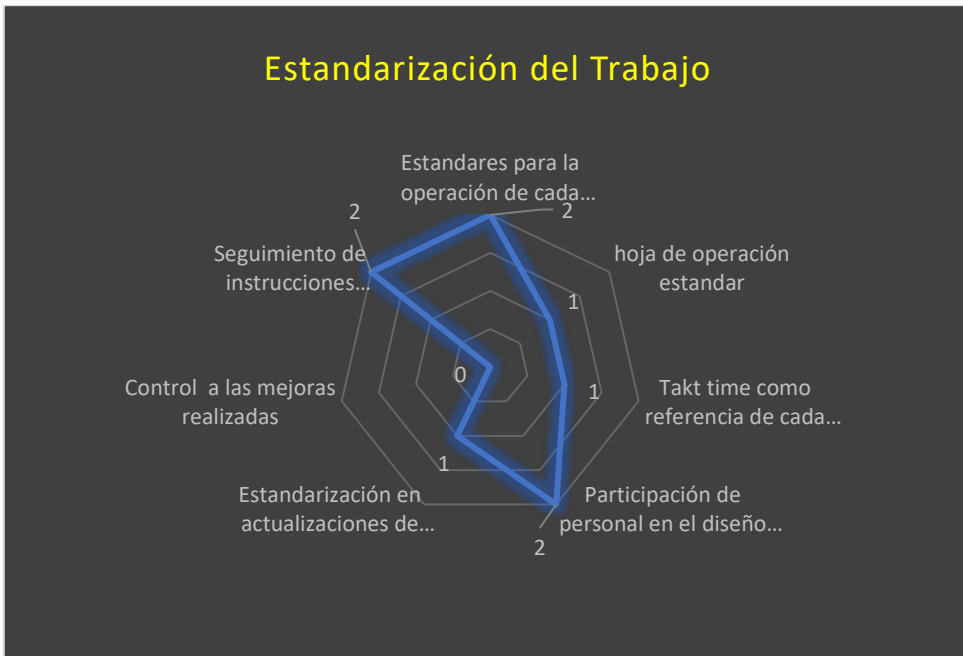 Estandarización del Trabajo
Estandares para la
operación de cada...
2
2
Seguimiento de
instrucciones...
hoja de operación
estandar
1
0
1
Control  a las mejoras
realizadas
Takt time como
referencia de cada...
1
Estandarización en
actualizaciones de...
Participación de
personal en el diseño...
2